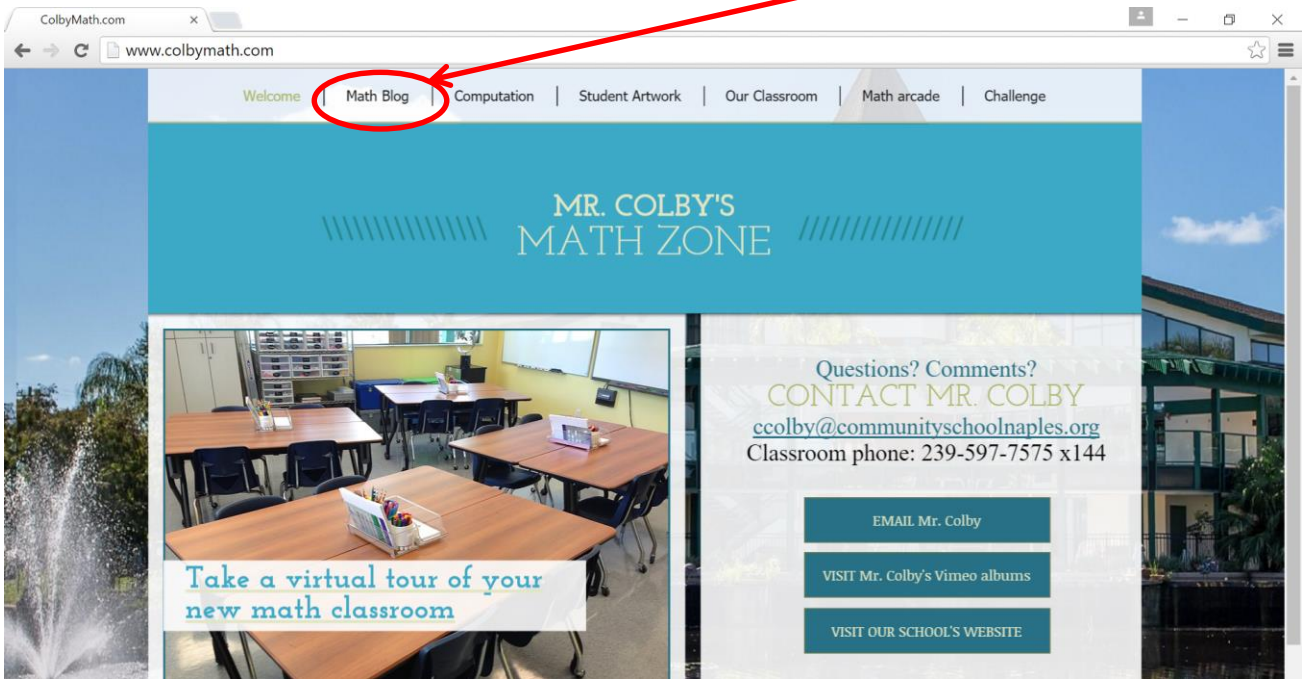 ColbyMath.com
www.colbymath.com
Welcome | Math Blog | Computation | Student Artwork | Our Classroom | Math arcade | Challenge
MR. COLBY'S
MATH ZONE
Questions? Comments?
CONTACT MR. COLBY
ccolby@communityschoolnaples.org
Classroom phone: 239-597-7575 x144
EMAIL Mr. Colby
VISIT Mr. Colby's Vimeo albums
VISIT OUR SCHOOL'S WEBSITE
Take a virtual tour of your
new math classroom